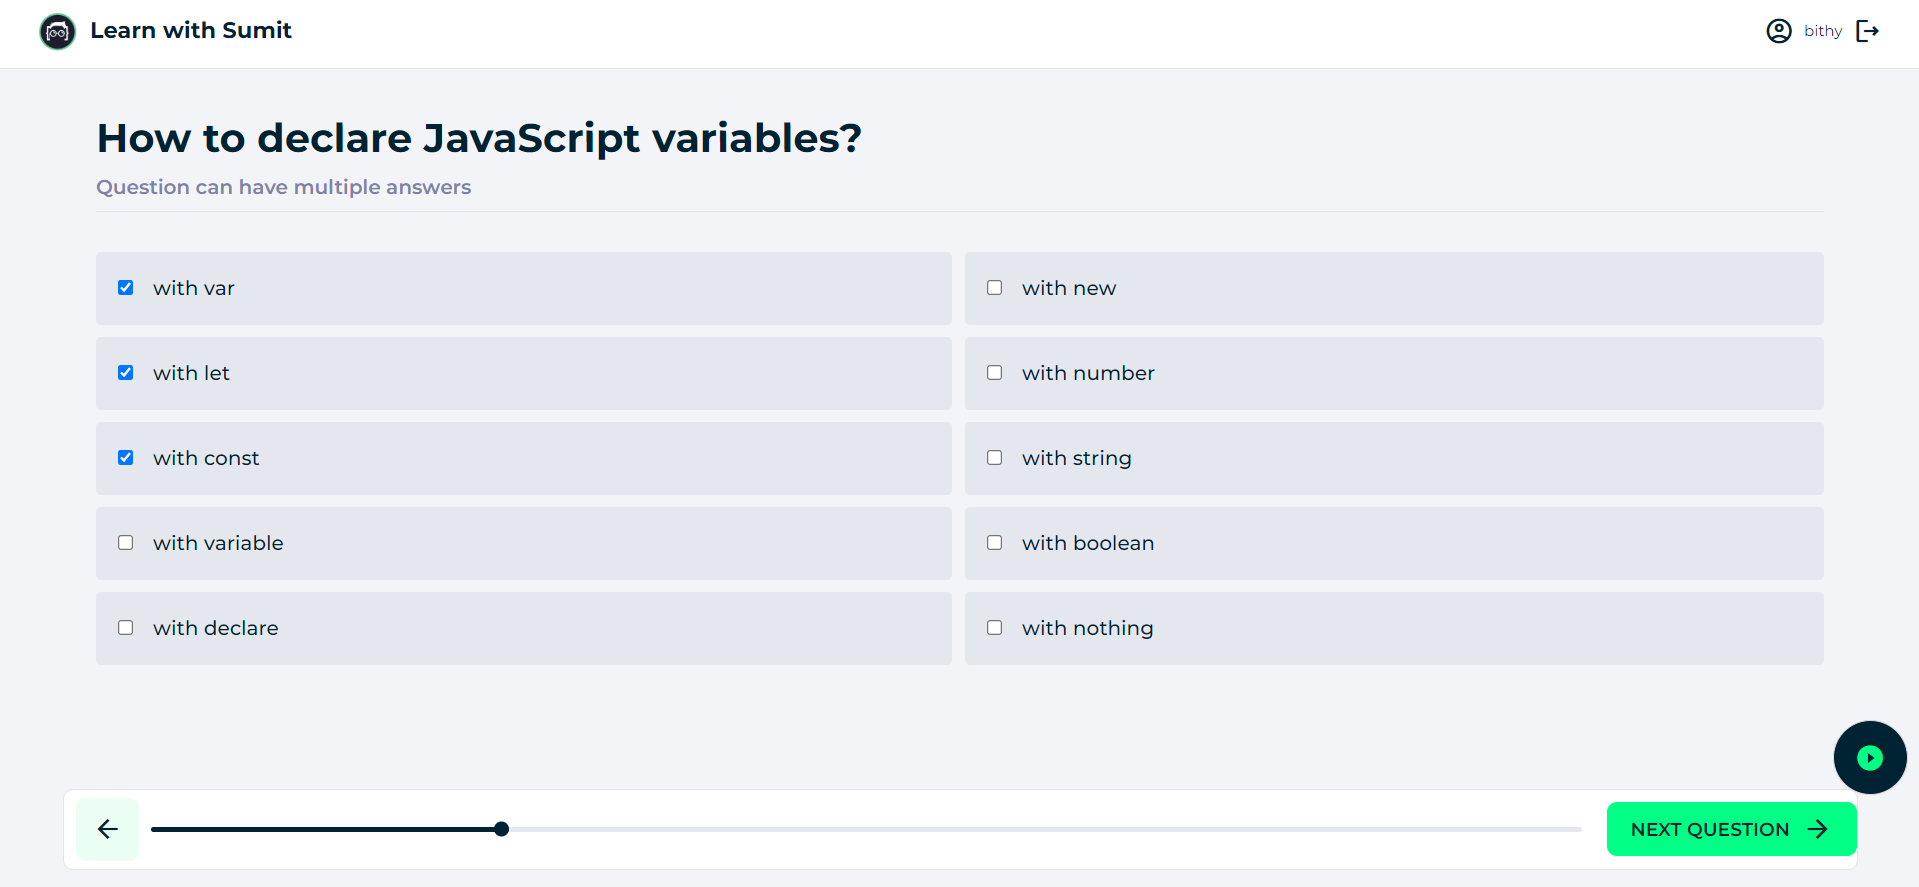 Learn with Sumit
bithy
How to declare JavaScript variables?
Question can have multiple answers
with var
with new
with let
with number
with const
with string
with variable
with boolean
with declare
with nothing
NEXT QUESTION